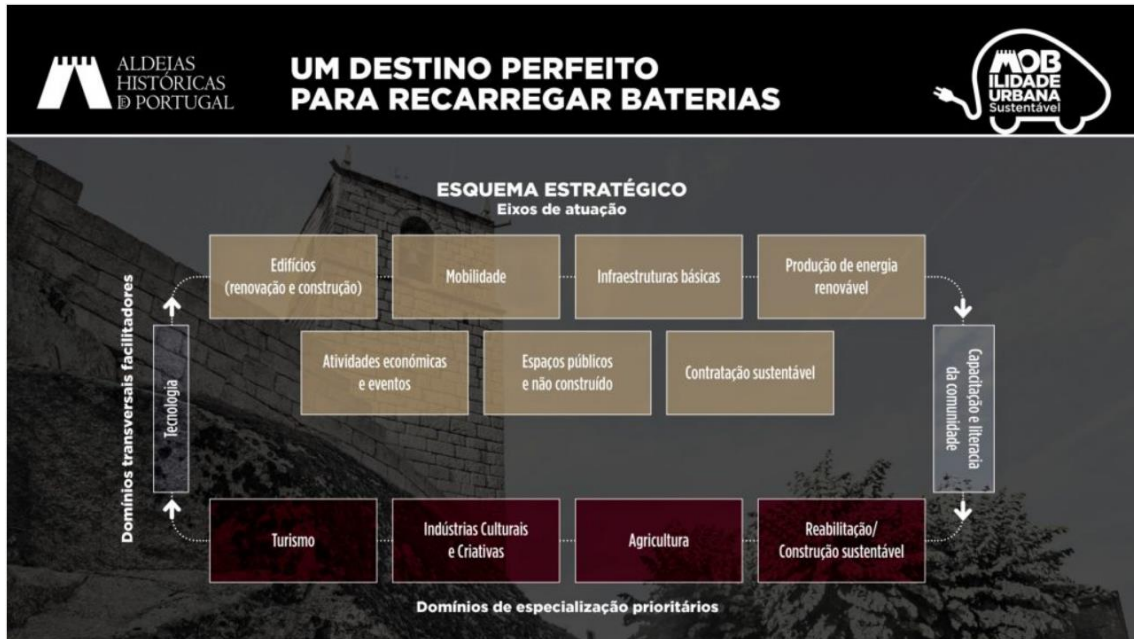 ALDEIAS
HISTÓRICAS
DE PORTUGAL
UM DESTINO PERFEITO
PARA RECARREGAR BATERIAS
MOB
ILIDADE
URBANA
Sustentável
ESQUEMA ESTRATÉGICO
Eixos de atuação
Edifícios
(renovação e construção)
Mobilidade
Infraestruturas básicas
Produção de energia
renovável
Domínios transversais facilitadores
Tecnologia
Atividades económicas
e eventos
Espaços públicos
e não construído
Contratação sustentável
Capacitação e literacia
da comunidade
Turismo
Indústrias Culturais
e Criativas
Agricultura
Reabilitação/
Construção sustentável
Domínios de especialização prioritários